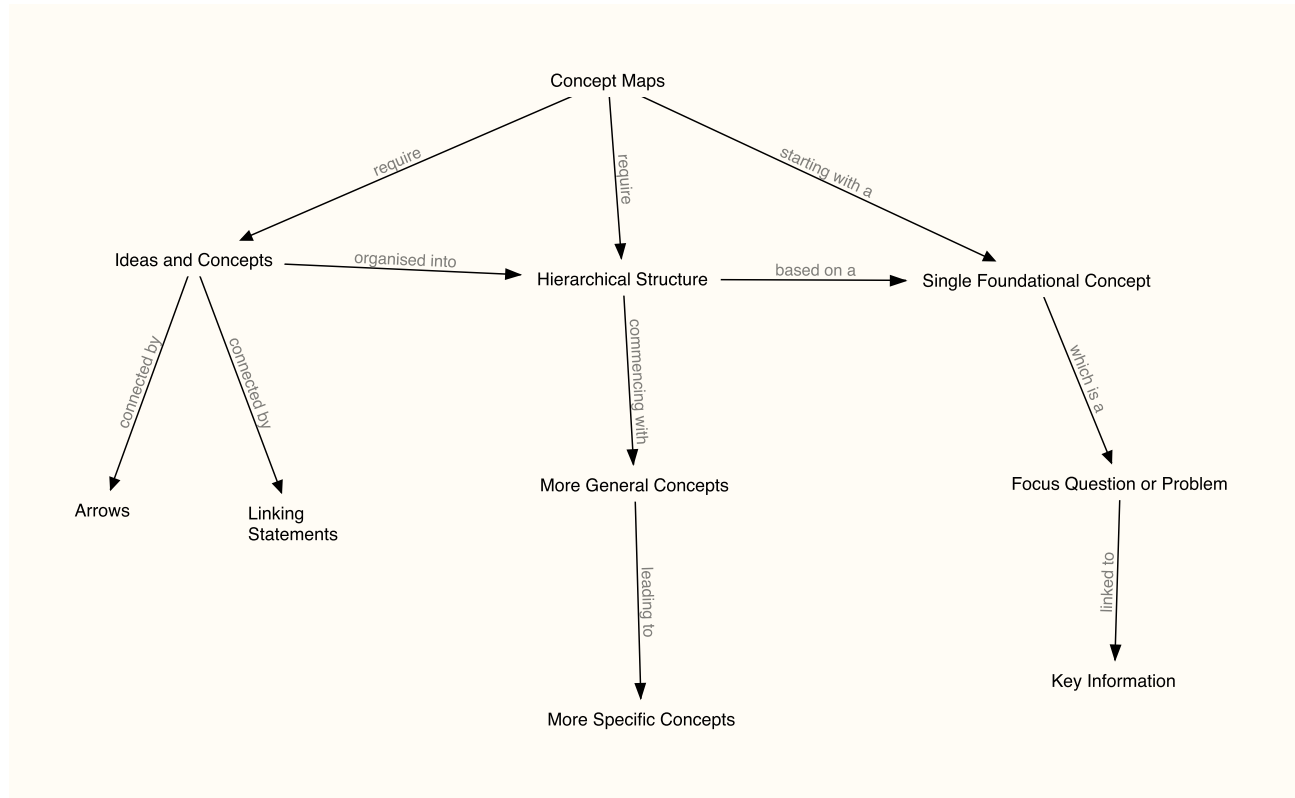 Concept Maps
require
require
starting with a
Ideas and Concepts
organised into
Hierarchical Structure
based on a
Single Foundational Concept
connected by
connected by
commencing with
which is a
Arrows
Linking
Statements
More General Concepts
Focus Question or Problem
leading to
linked to
Key Information
More Specific Concepts